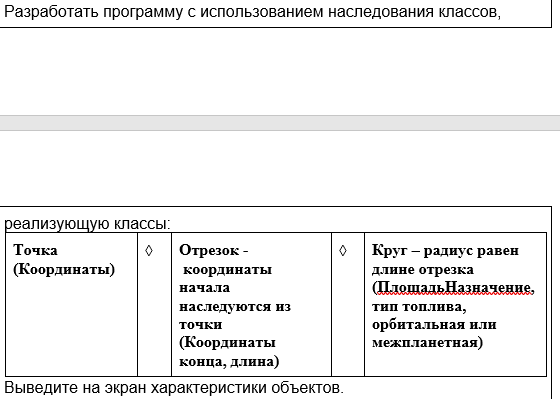 Разработать программу с использованием наследования классов,
реализующую классы:
Точка
(Координаты)
◊
Отрезок -
координаты
начала
наследуются из
точки
(Координаты
конца, длина)
◊
Круг – радиус равен
длине отрезка
(ПлощадьНазначение,
тип топлива,
орбитальная или
межпланетная)
Выведите на экран характеристики объектов.